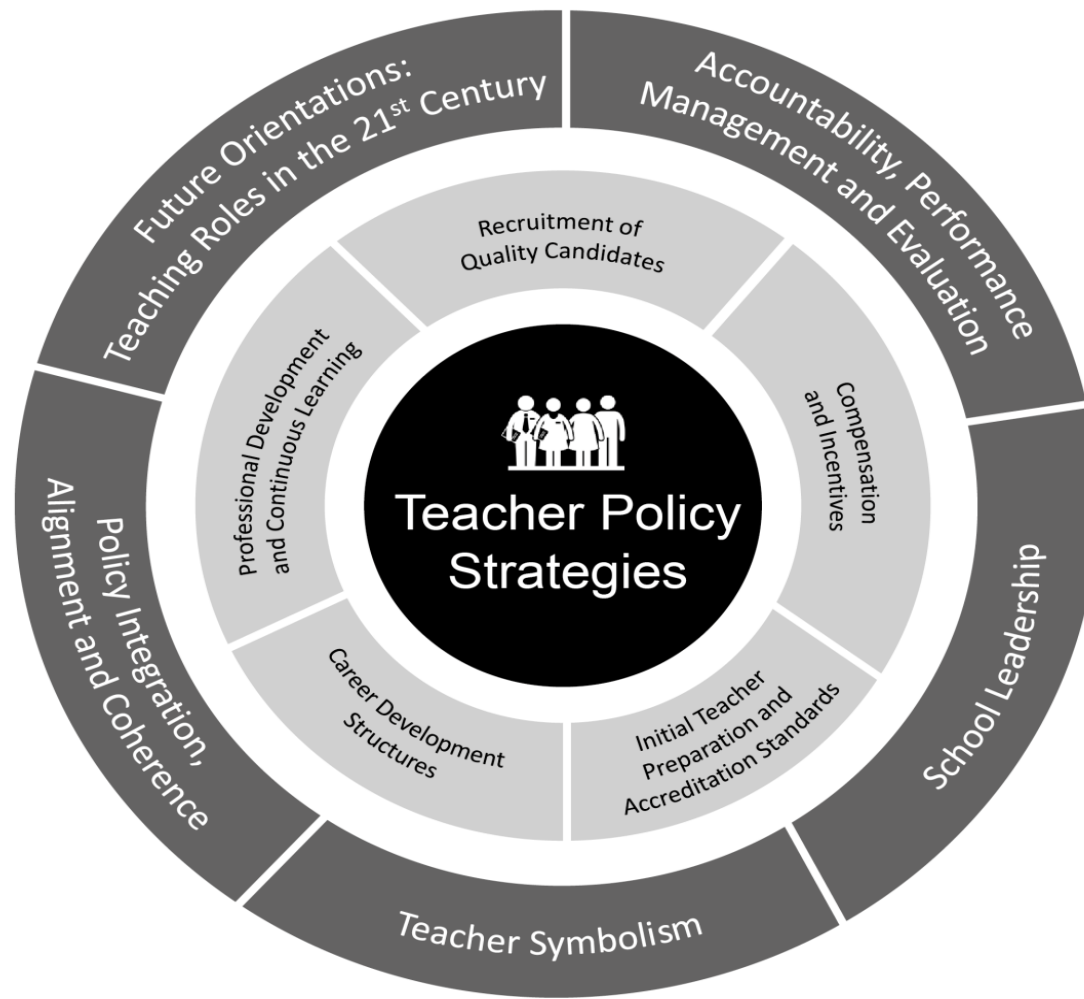 Future Orientations:
Teaching Roles in the 21st Century
Accountability, Performance
Management and Evaluation
School Leadership
Teacher Symbolism
Policy Integration,
Alignment and Coherence
Recruitment of
Quality Candidates
Compensation
and Incentives
Initial Teacher
Preparation and
Accreditation Standards
Career Development
Structures
Professional Development
and Continuous Learning
Teacher Policy
Strategies